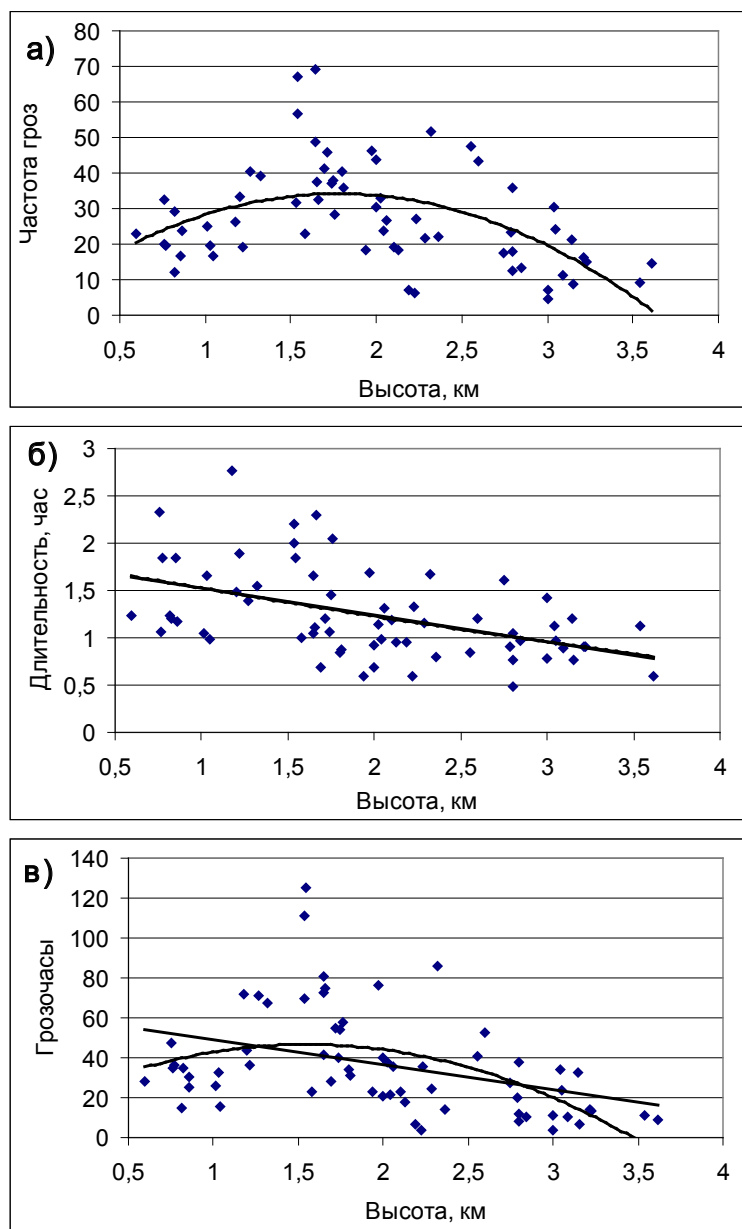 а)
80
70
60
50
40
30
20
10
0
Частота гроз
0,5 1 1,5 2 2,5 3 3,5 4
Высота, км
б)
3
2,5
2
1,5
1
0,5
0
Длительность, час
0,5 1 1,5 2 2,5 3 3,5 4
Высота, км
в)
140
120
100
80
60
40
20
0
Грозочасы
0,5 1 1,5 2 2,5 3 3,5 4
Высота, км